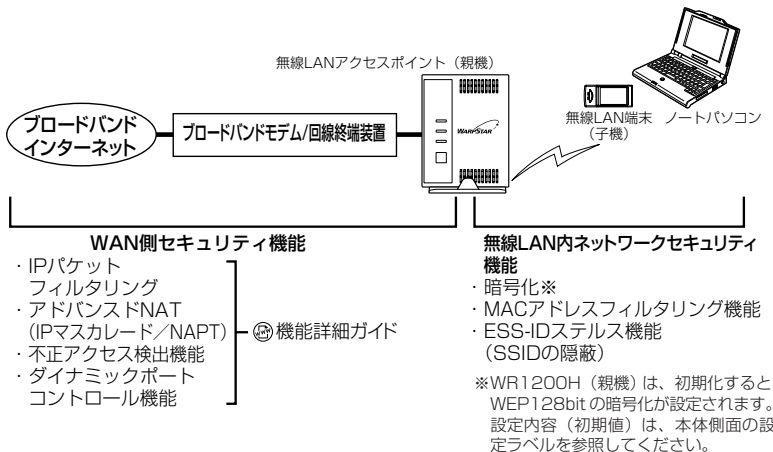 無線LANアクセスポイント（親機）
ブロードバンド
インターネット
ブロードバンドモデム/回線終端装置
WARPSTAR
無線LAN端末
（子機）
ノートパソコン
WAN側セキュリティ機能
・IPパケット
フィルタリング
・アドバンスドNAT
（IPマスカレード／NAPT）
・不正アクセス検出機能
・ダイナミックポート
コントロール機能
機能詳細ガイド
無線LAN内ネットワークセキュリティ
機能
・暗号化※
・MACアドレスフィルタリング機能
・ESS-IDステルス機能
（SSIDの隠蔽）
※WR1200H（親機）は、初期化すると
WEP128bitの暗号化が設定されます。
設定内容（初期値）は、本体側面の設
定ラベルを参照してください。